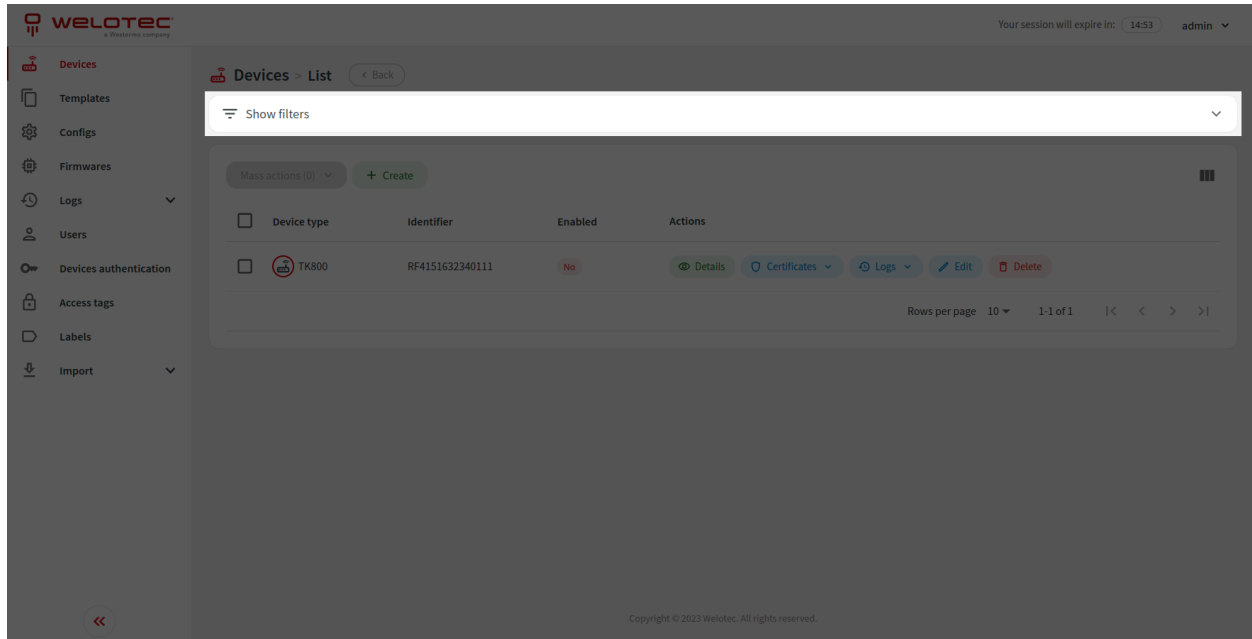 WELOTEC
a Westermo company
Your session will expire in: 14:53 admin
Devices
Templates
Configs
Firmwares
Logs
Users
Devices authentication
Access tags
Labels
Import
Devices > List < Back
Show filters
Mass actions (0) + Create
Device type Identifier Enabled Actions
TK800 RF4151632340111 No Details Certificates Logs Edit Delete
Rows per page 10 1-1 of 1
Copyright © 2023 Welotec. All rights reserved.